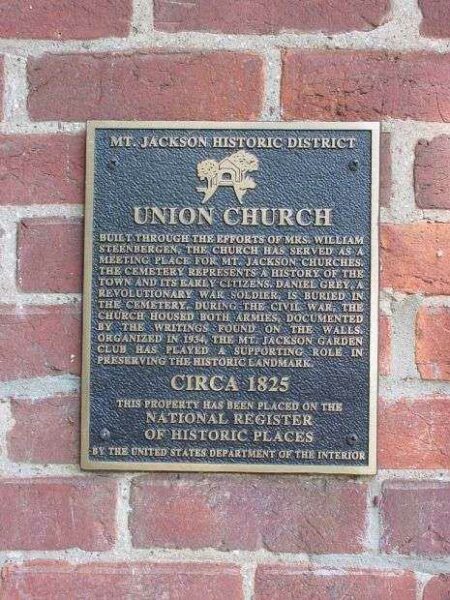 MT. JACKSON HISTORIC DISTRICT
UNION CHURCH
BUILT THROUGH THE EFFORTS OF MRS. WILLIAM
STEENBERGEN, THE CHURCH HAS SERVED AS A
MEETING PLACE FOR MT. JACKSON CHURCHES.
THE CEMETERY REPRESENTS A HISTORY OF THE
TOWN AND ITS EARLY CITIZENS. DANIEL GREY, A
REVOLUTIONARY WAR SOLDIER, IS BURIED IN
THE CEMETERY. DURING THE CIVIL WAR, THE
CHURCH HOUSED BOTH ARMIES, DOCUMENTED
BY THE WRITINGS FOUND ON THE WALLS.
ORGANIZED IN 1934, THE MT. JACKSON GARDEN
CLUB HAS PLAYED A SUPPORTING ROLE IN
PRESERVING THE HISTORIC LANDMARK.
CIRCA 1825
THIS PROPERTY HAS BEEN PLACED ON THE
NATIONAL REGISTER
OF HISTORIC PLACES
BY THE UNITED STATES DEPARTMENT OF THE INTERIOR